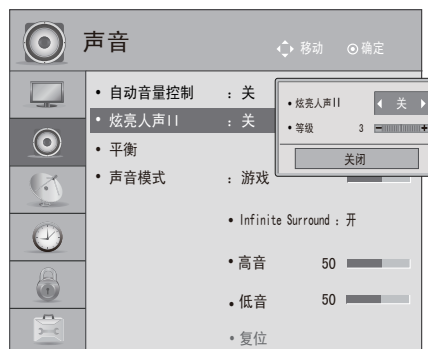 声音
移动 ⊙确定
• 自动音量控制 : 关
• 炫亮人声II : 关
• 平衡
• 声音模式 : 游戏
• 炫亮人声II 关
• 等级 3
关闭
• Infinite Surround : 开
• 高音 50
• 低音 50
• 复位